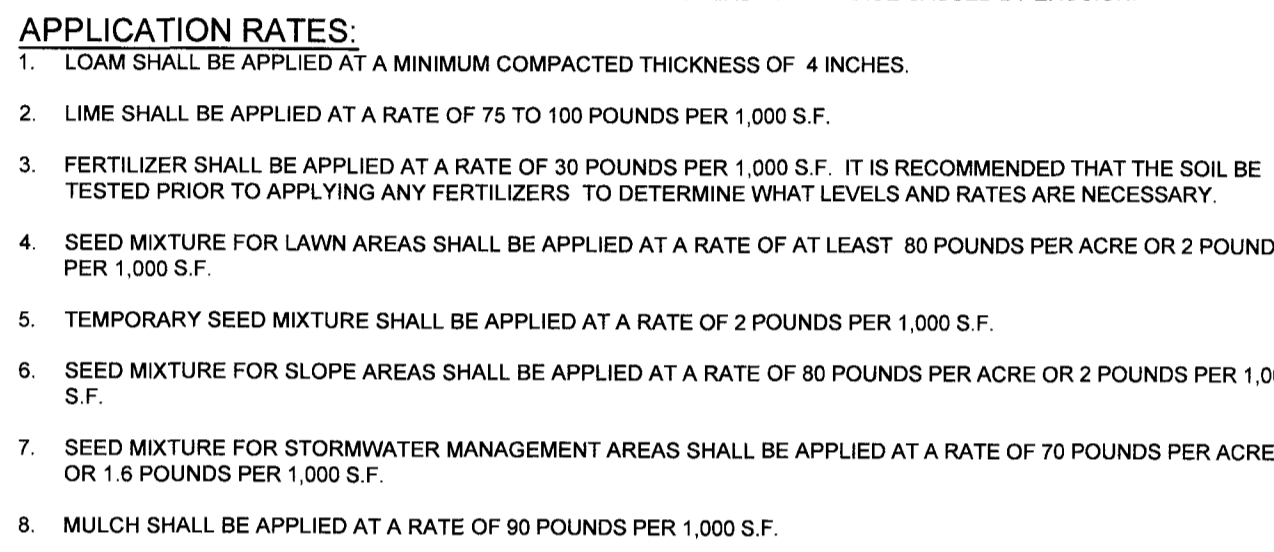 APPLICATION RATES:
1. LOAM SHALL BE APPLIED AT A MINIMUM COMPACTED THICKNESS OF 4 INCHES.
2. LIME SHALL BE APPLIED AT A RATE OF 75 TO 100 POUNDS PER 1,000 S.F.
3. FERTILIZER SHALL BE APPLIED AT A RATE OF 30 POUNDS PER 1,000 S.F. IT IS RECOMMENDED THAT THE SOIL BE
TESTED PRIOR TO APPLYING ANY FERTILIZERS TO DETERMINE WHAT LEVELS AND RATES ARE NECESSARY.
4. SEED MIXTURE FOR LAWN AREAS SHALL BE APPLIED AT A RATE OF AT LEAST 80 POUNDS PER ACRE OR 2 POUND
PER 1,000 S.F.
5. TEMPORARY SEED MIXTURE SHALL BE APPLIED AT A RATE OF 2 POUNDS PER 1,000 S.F.
6. SEED MIXTURE FOR SLOPE AREAS SHALL BE APPLIED AT A RATE OF 80 POUNDS PER ACRE OR 2 POUNDS PER 1,0
S.F.
7. SEED MIXTURE FOR STORMWATER MANAGEMENT AREAS SHALL BE APPLIED AT A RATE OF 70 POUNDS PER ACRE
OR 1.6 POUNDS PER 1,000 S.F.
8. MULCH SHALL BE APPLIED AT A RATE OF 90 POUNDS PER 1,000 S.F.